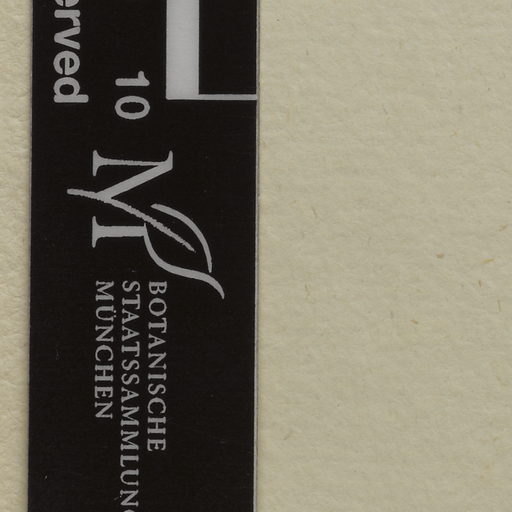 erved
10
M
BOTANISCHE
STAATSSAMMLUNG
MÜNCHEN